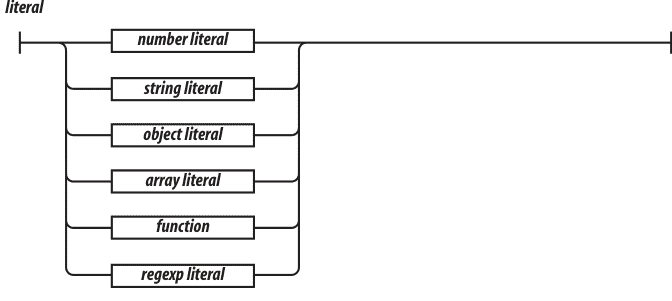 literal
number literal
string literal
object literal
array literal
function
regexp literal